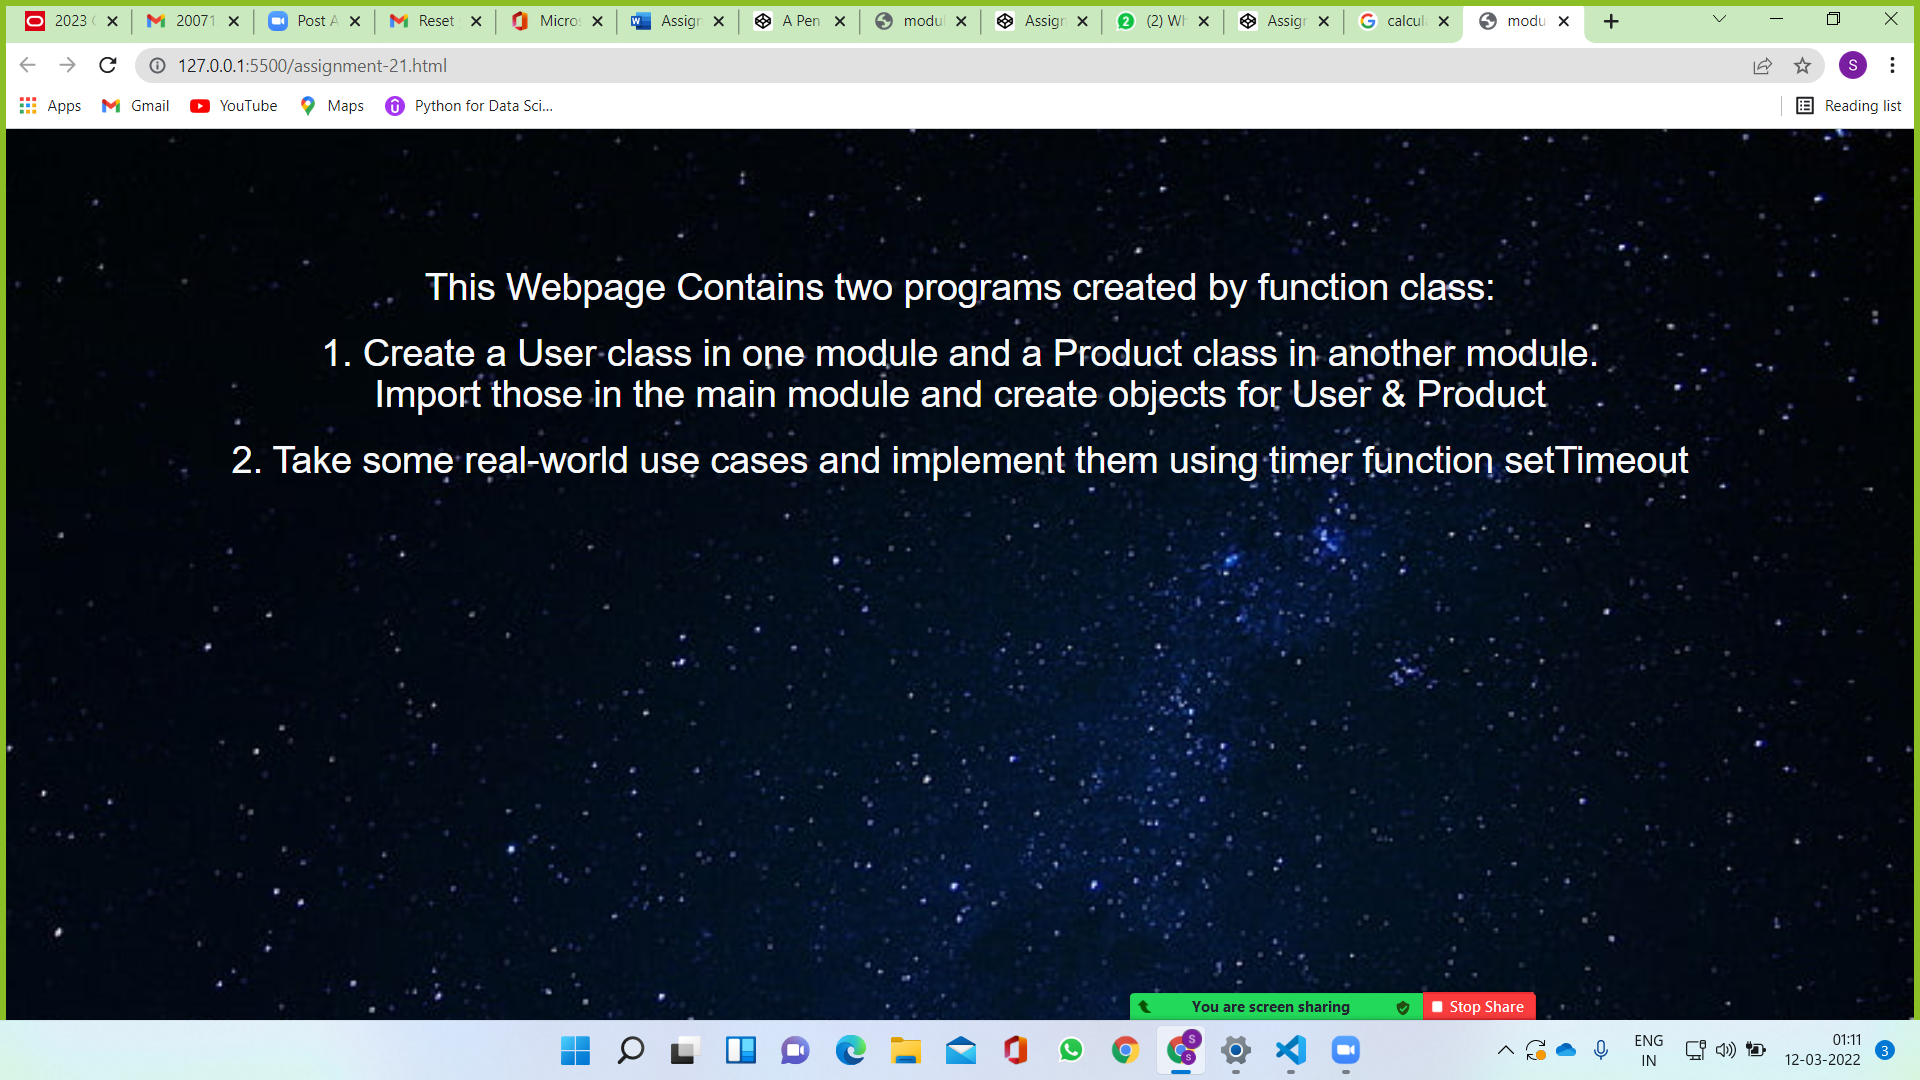 2023 20071 Post A Reset Micros Assign A Pen modul Assign (2) Wh Assign calcul modu
127.0.0.1:5500/assignment-21.html
S
Apps Gmail YouTube Maps Python for Data Sci... Reading list
This Webpage Contains two programs created by function class:
1. Create a User class in one module and a Product class in another module.
Import those in the main module and create objects for User & Product
2. Take some real-world use cases and implement them using timer function setTimeout
You are screen sharing Stop Share
ENG 01:11
IN 12-03-2022 3